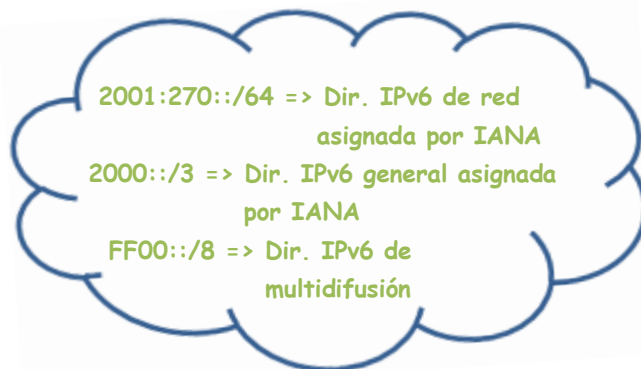 2001:270::/64 => Dir. IPv6 de red
asignada por IANA
2000::/3 => Dir. IPv6 general asignada
por IANA
FF00::/8 => Dir. IPv6 de
multidifusión